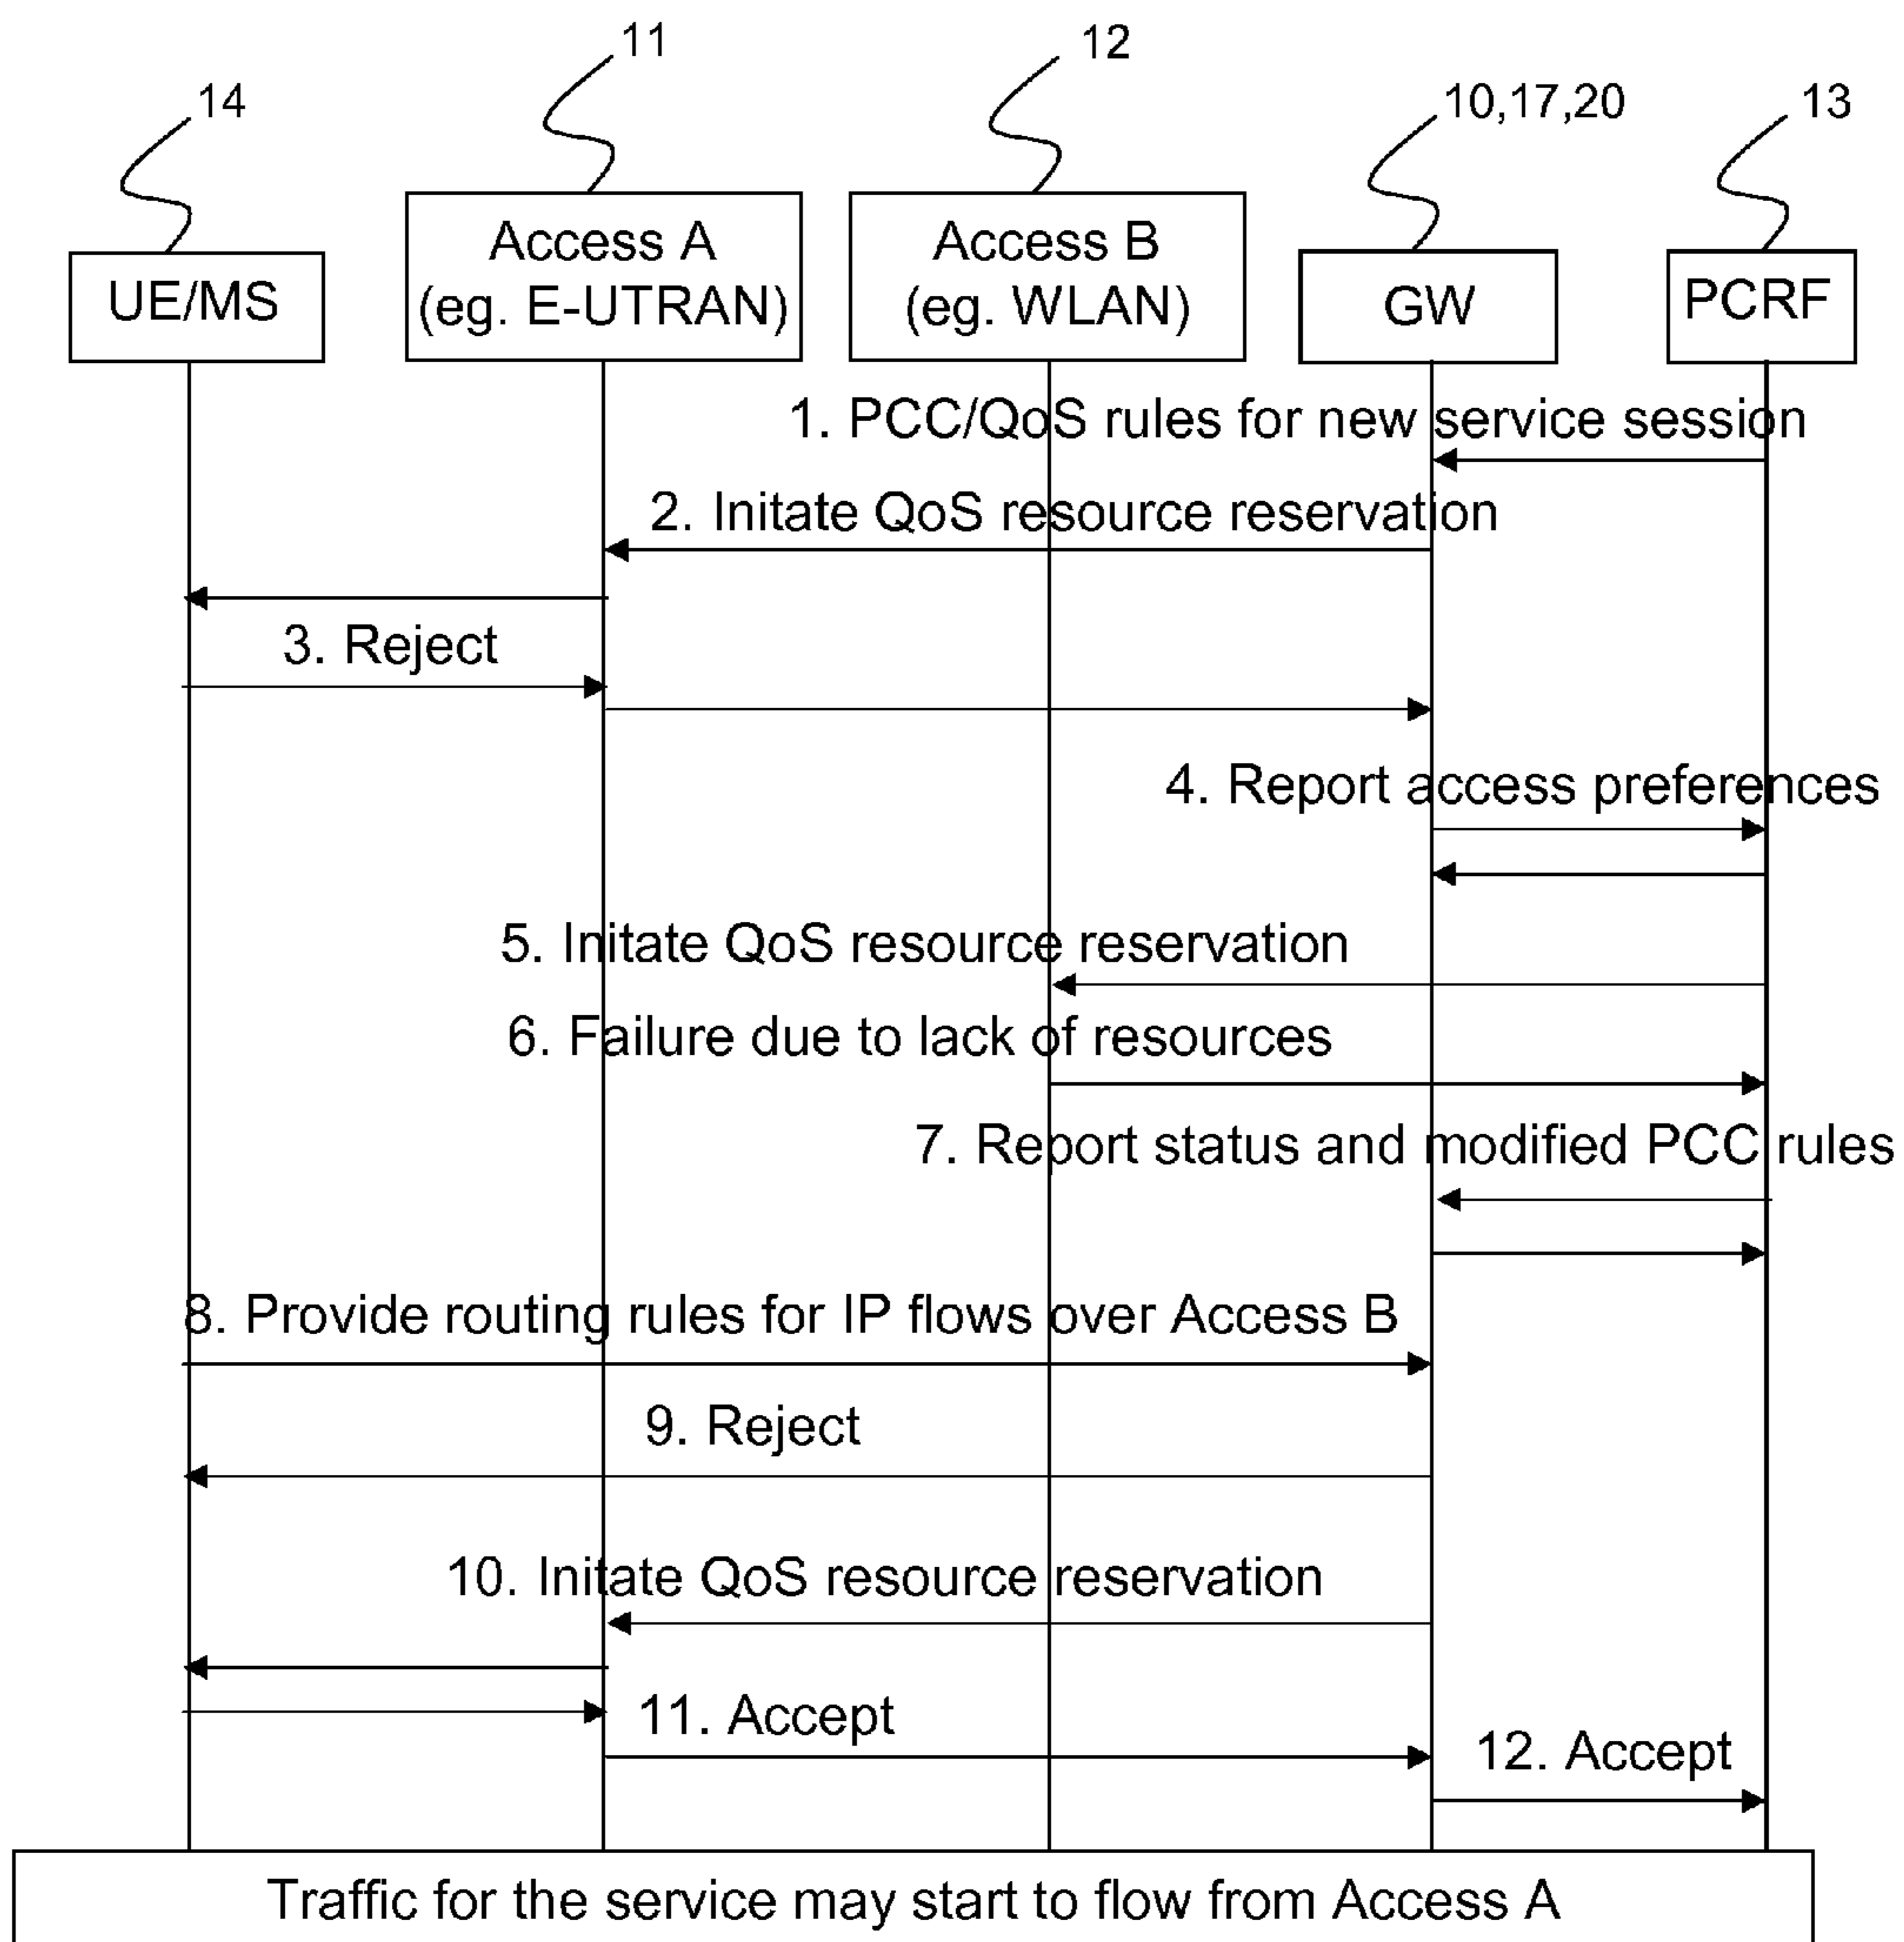 11
12
14
10,17,20
13
Access A
(eg. E-UTRAN)
Access B
(eg. WLAN)
UE/MS
GW
PCRF
1. PCC/QoS rules for new service session
2. Initate QoS resource reservation
3. Reject
4. Report access preferences
5. Initate QoS resource reservation
6. Failure due to lack of resources
7. Report status and modified PCC rules
8. Provide routing rules for IP flows over Access B
9. Reject
10. Initate QoS resource reservation
11. Accept
12. Accept
Traffic for the service may start to flow from Access A